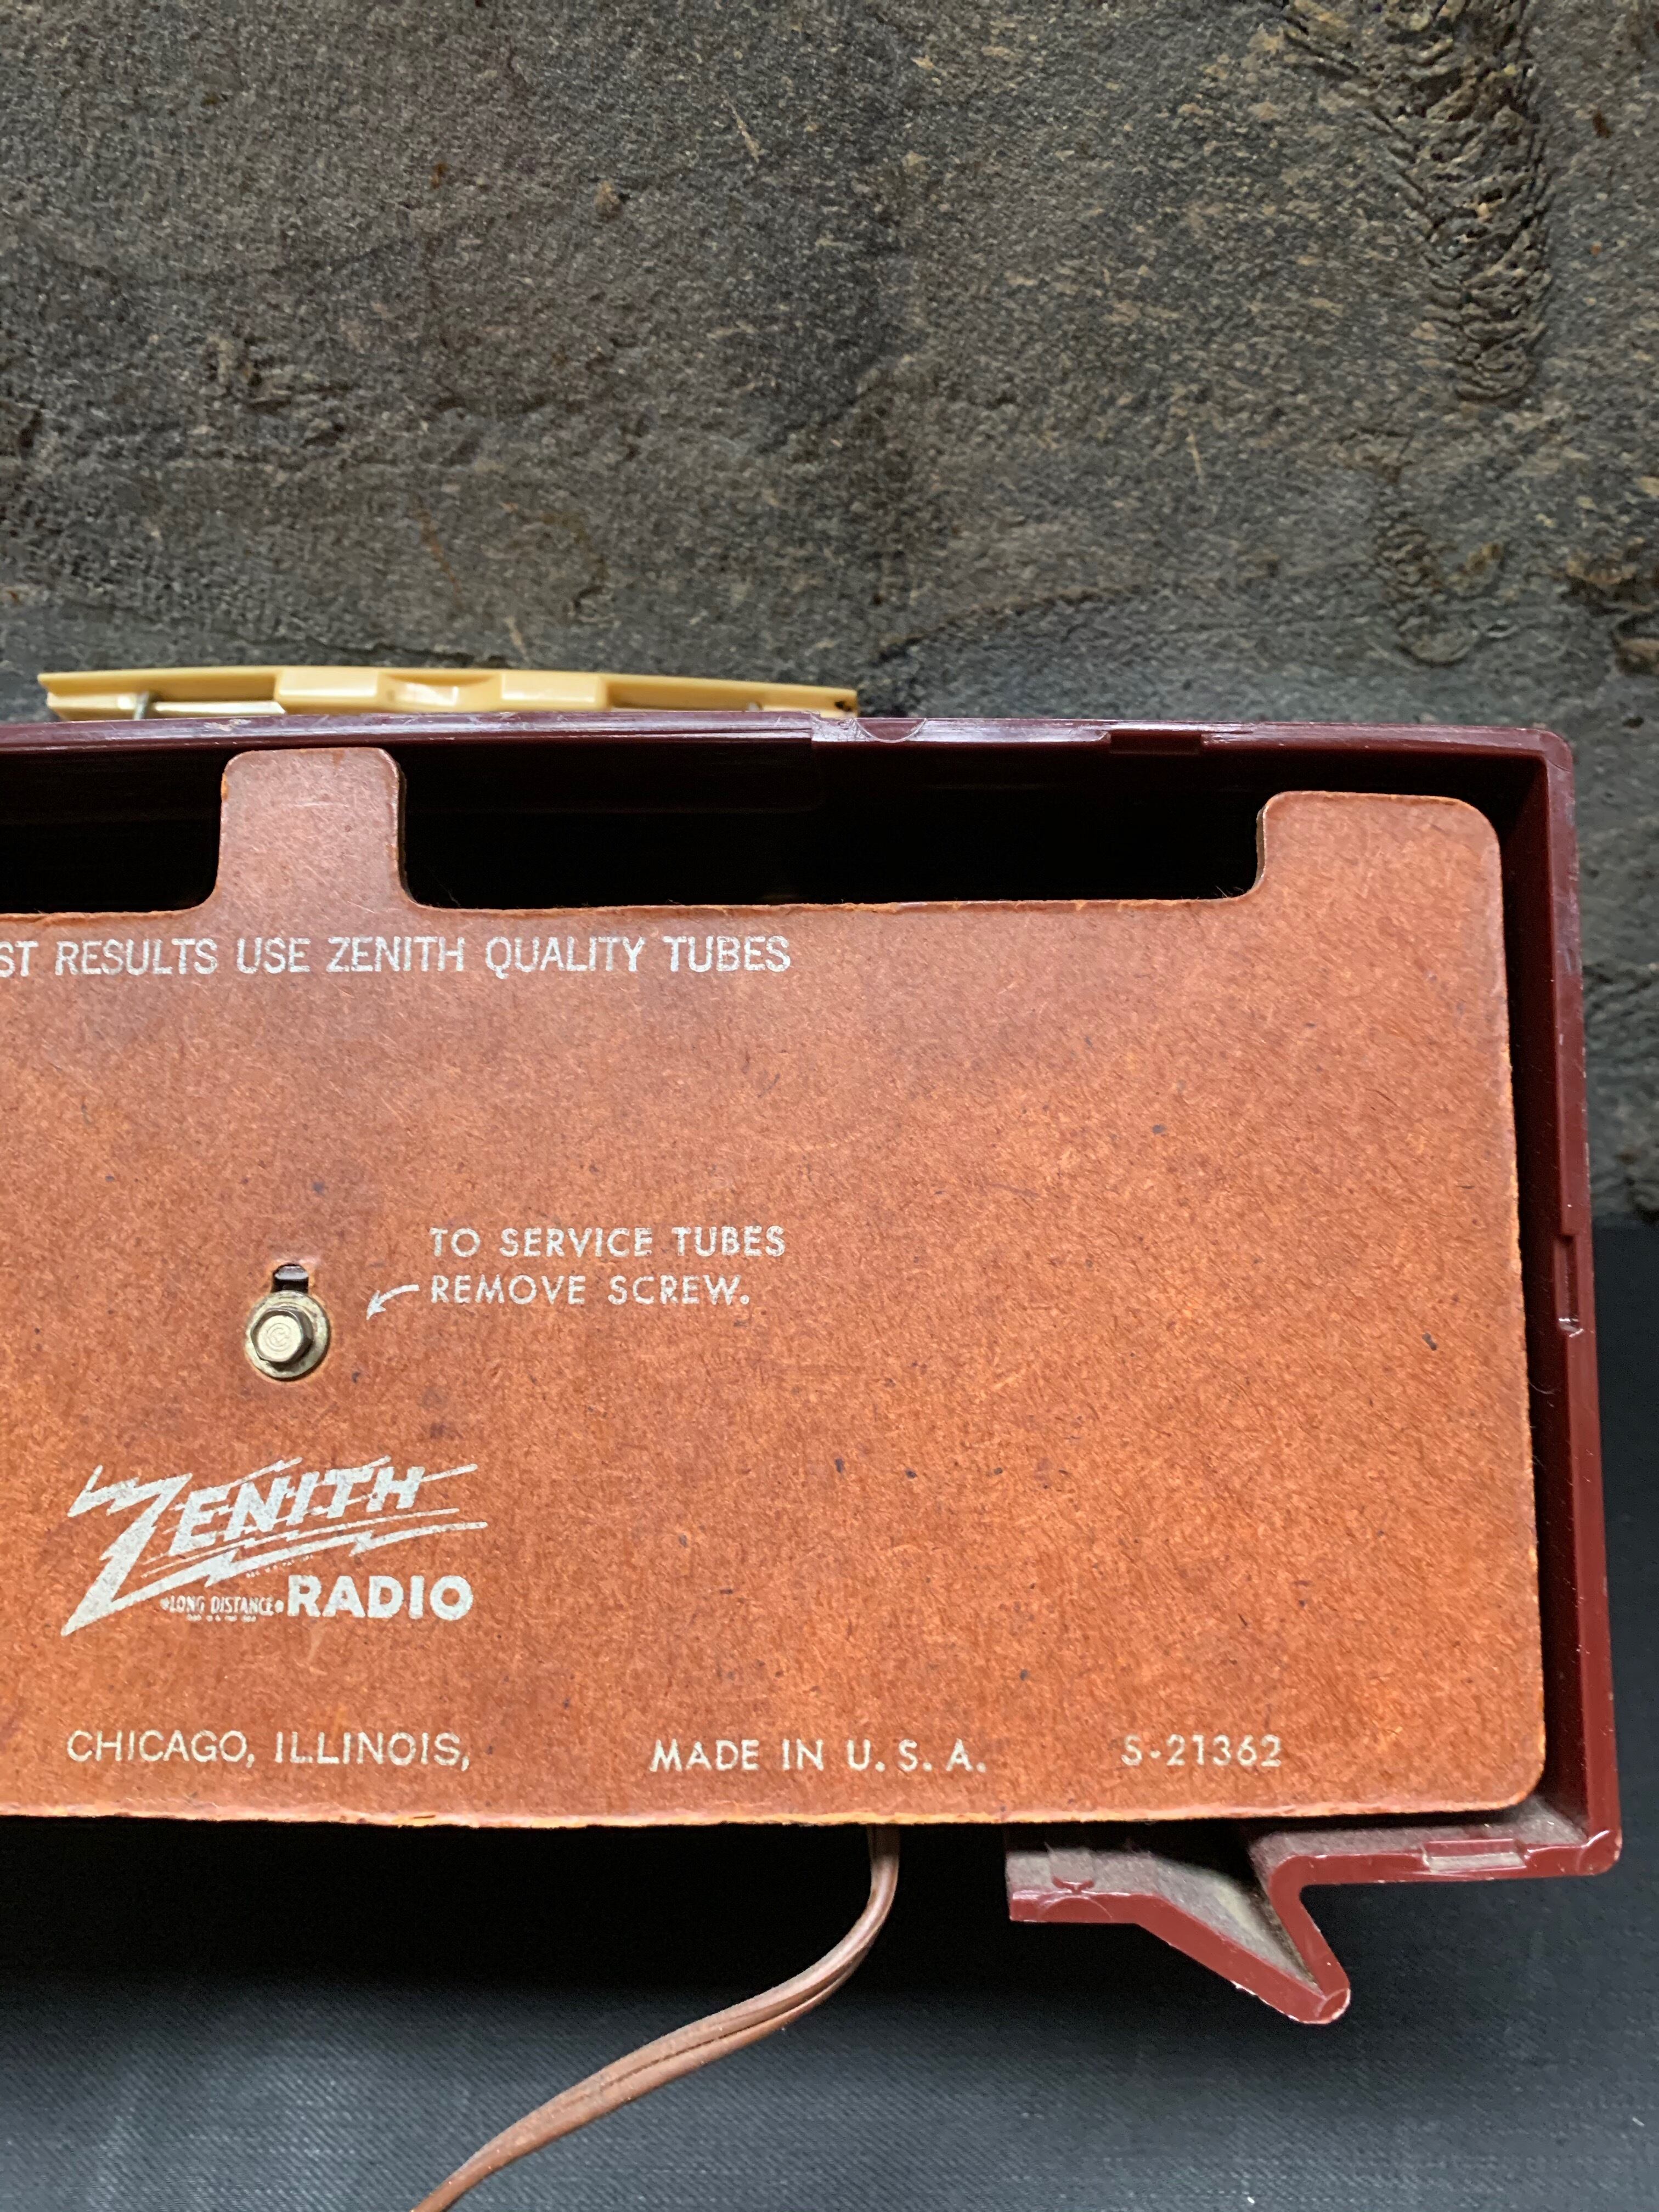 ST RESULTS USE ZENITH QUALITY TUBES
TO SERVICE TUBES
REMOVE SCREW.
ZENITH
LONG DISTANCE RADIO
CHICAGO, ILLINOIS,
MADE IN U. S. A.
S-21362